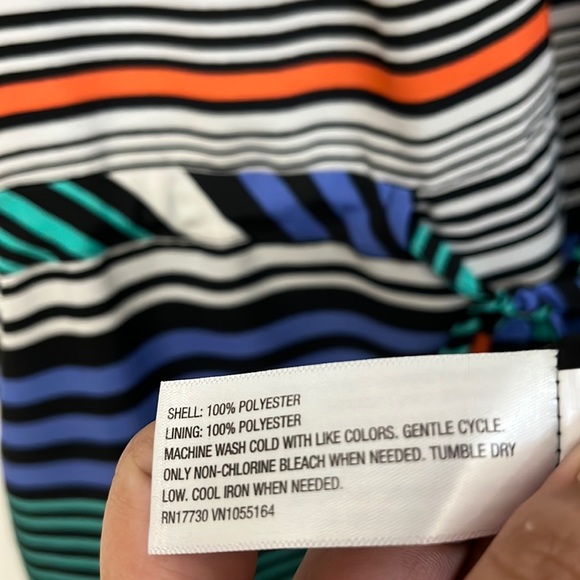 SHELL: 100% POLYESTER
LINING: 100% POLYESTER
MACHINE WASH COLD WITH LIKE COLORS. GENTLE CYCLE.
ONLY NON-CHLORINE BLEACH WHEN NEEDED. TUMBLE DRY
LOW. COOL IRON WHEN NEEDED.
RN17730 VN1055164